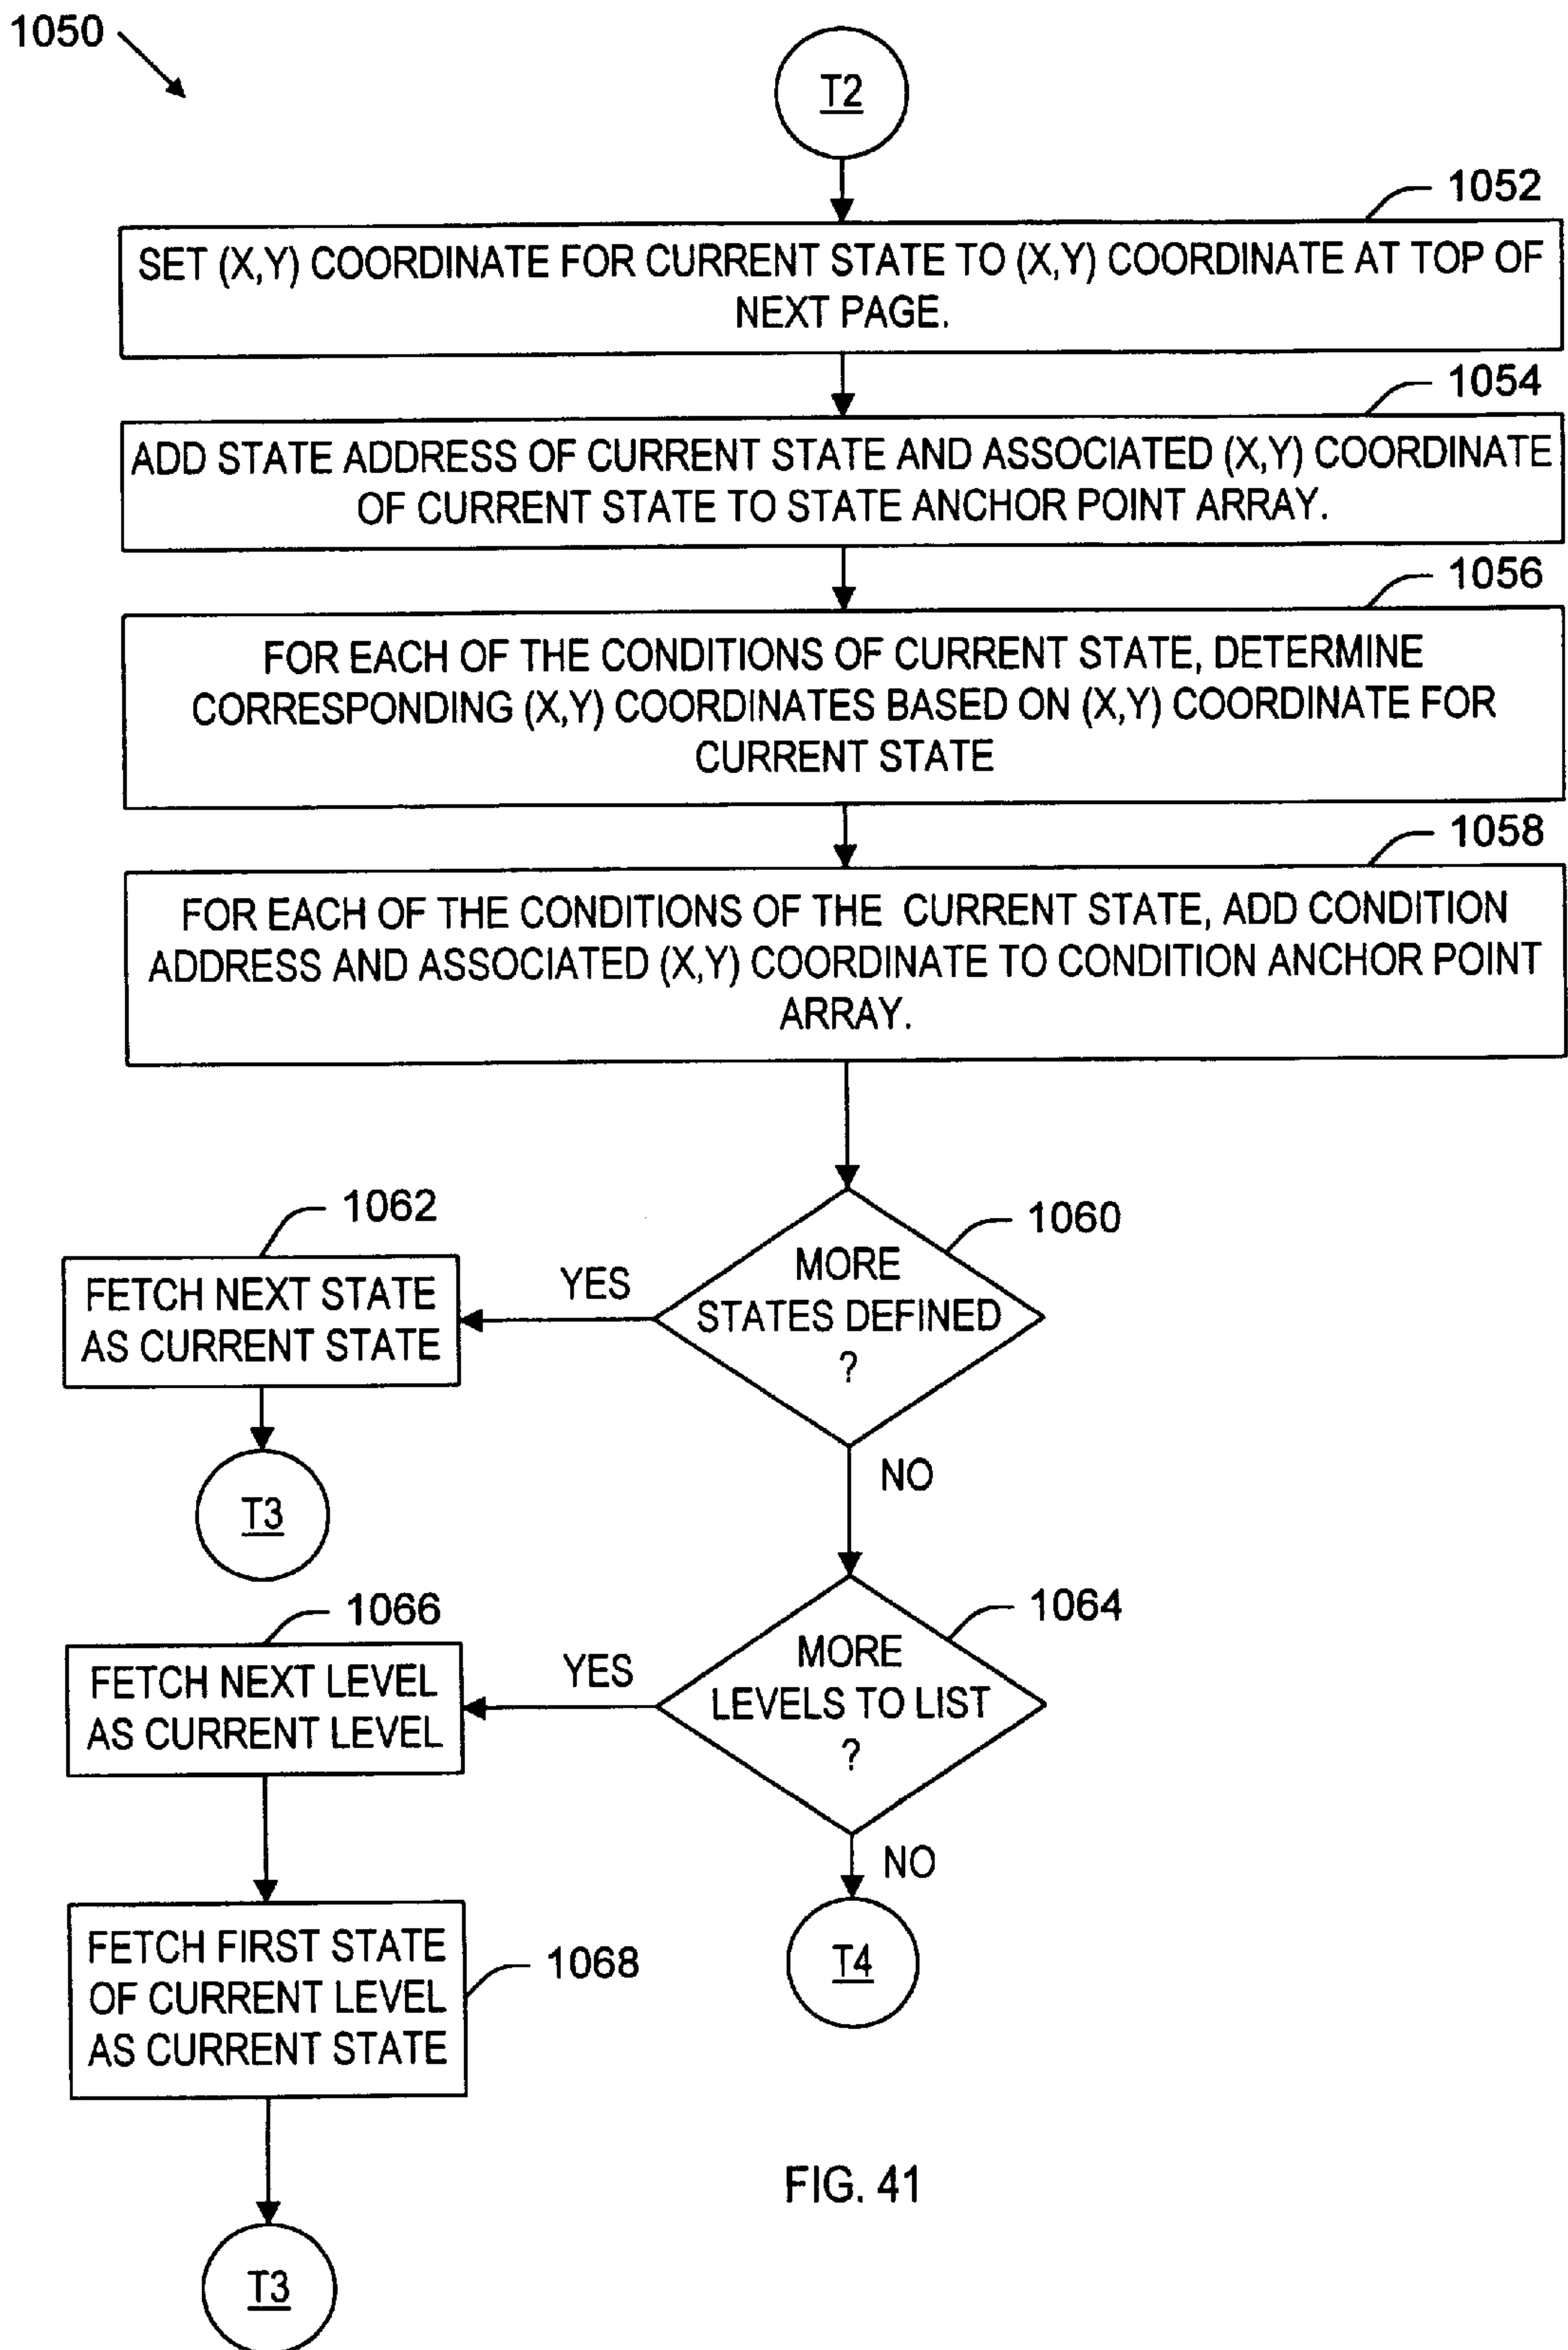 1050
T2
1052
SET (X,Y) COORDINATE FOR CURRENT STATE TO (X,Y) COORDINATE AT TOP OF
NEXT PAGE.
1054
ADD STATE ADDRESS OF CURRENT STATE AND ASSOCIATED (X,Y) COORDINATE
OF CURRENT STATE TO STATE ANCHOR POINT ARRAY.
1056
FOR EACH OF THE CONDITIONS OF CURRENT STATE, DETERMINE
CORRESPONDING (X,Y) COORDINATES BASED ON (X,Y) COORDINATE FOR
CURRENT STATE
1058
FOR EACH OF THE CONDITIONS OF THE CURRENT STATE, ADD CONDITION
ADDRESS AND ASSOCIATED (X,Y) COORDINATE TO CONDITION ANCHOR POINT
ARRAY.
1060
MORE
STATES DEFINED
?
YES
1062
FETCH NEXT STATE
AS CURRENT STATE
T3
NO
1064
MORE
LEVELS TO LIST
?
YES
1066
FETCH NEXT LEVEL
AS CURRENT LEVEL
NO
T4
1068
FETCH FIRST STATE
OF CURRENT LEVEL
AS CURRENT STATE
T3
FIG. 41